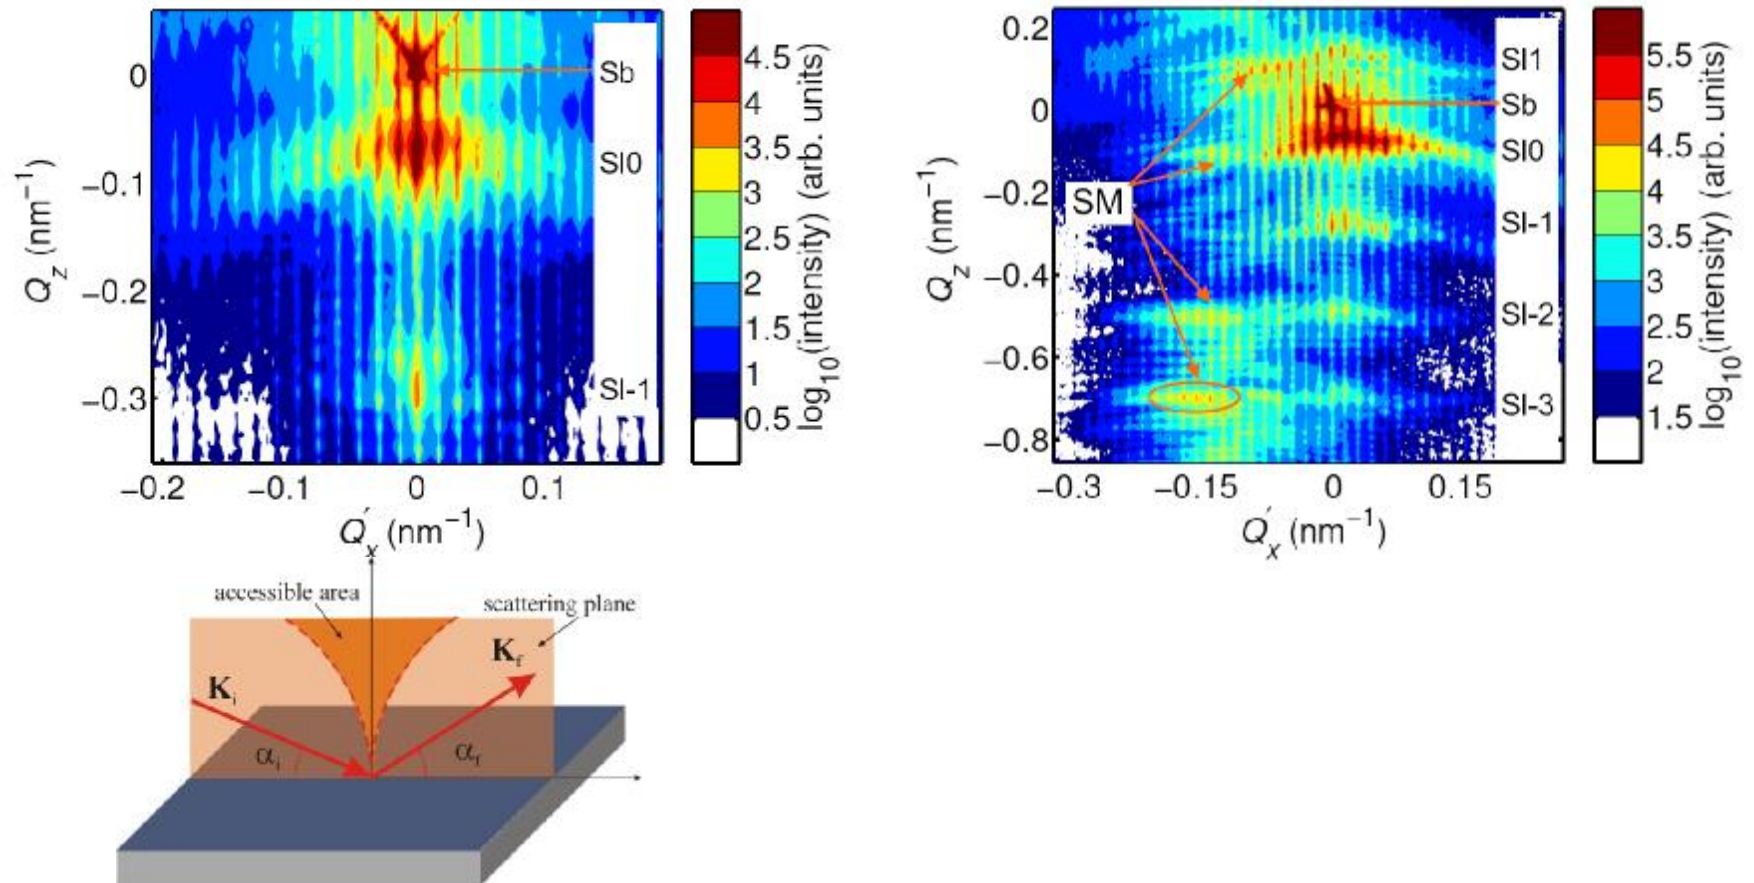 0
−0.1
−0.2
−0.3
Q_z (nm⁻¹)
−0.2 −0.1 0 0.1
Q'_x (nm⁻¹)
Sb
Sl0
Sl-1
4.5
4
3.5
3
2.5
2
1.5
1
0.5
log₁₀(intensity) (arb. units)
0.2
0
−0.2
−0.4
−0.6
−0.8
Q_z (nm⁻¹)
−0.3 −0.15 0 0.15
Q'_x (nm⁻¹)
SM
Sl1
Sb
Sl0
Sl-1
Sl-2
Sl-3
5.5
5
4.5
4
3.5
3
2.5
2
1.5
log₁₀(intensity) (arb. units)
accessible area
scattering plane
K_i
K_f
α_i
α_f